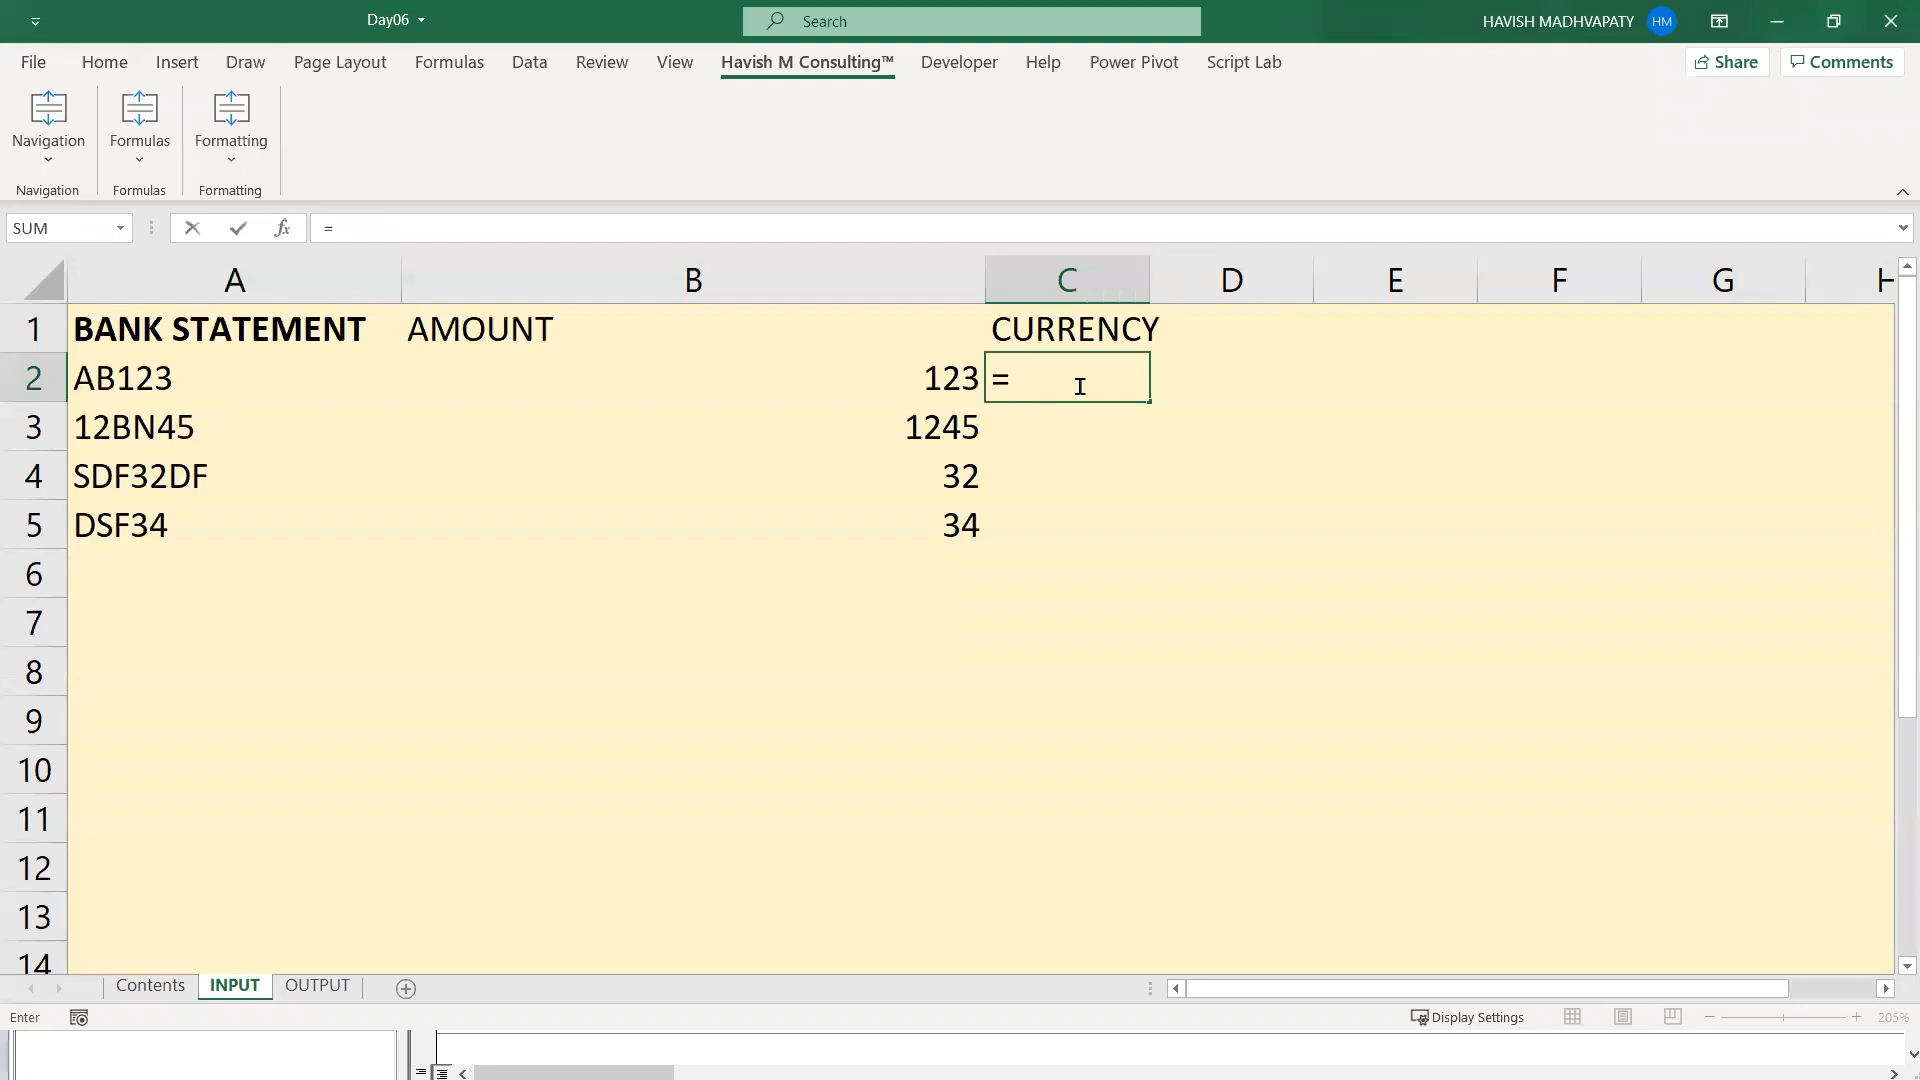 Day06
Search
HAVISH MADHVAPATY HM
File Home Insert Draw Page Layout Formulas Data Review View Havish M Consulting™ Developer Help Power Pivot Script Lab Share Comments
Navigation Formulas Formatting
Navigation Formulas Formatting
SUM fx =
A B C D E F G H
1 BANK STATEMENT AMOUNT CURRENCY
2 AB123 123 =
3 12BN45 1245
4 SDF32DF 32
5 DSF34 34
6
7
8
9
10
11
12
13
14
Contents INPUT OUTPUT
Enter Display Settings 205%